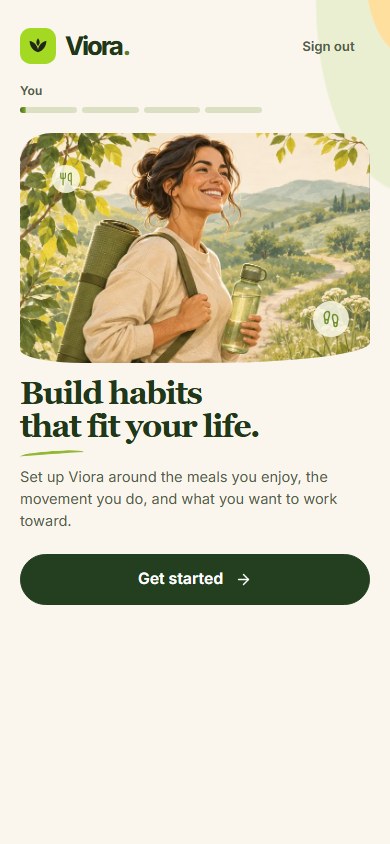 Viora.
Sign out
You
Build habits
that fit your life.
Set up Viora around the meals you enjoy, the
movement you do, and what you want to work
toward.
Get started